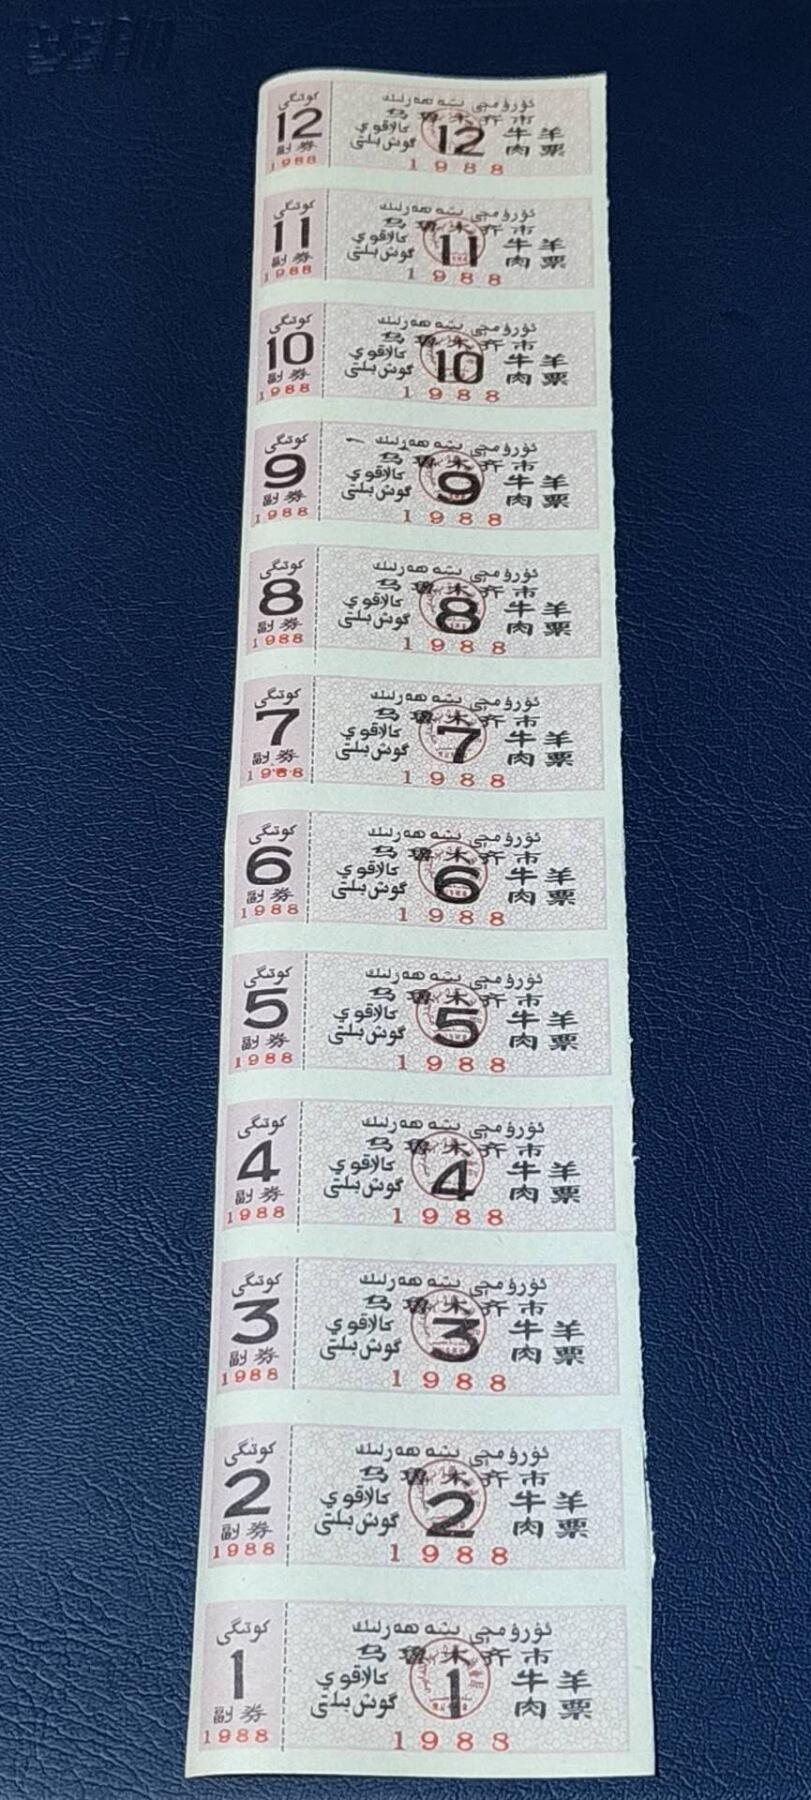 كوتىگى
12
副券
1988
ئۈرۈمچى شەھەرلىك
乌鲁木齐市
كالاقوي
گوش بىلتى
12
牛羊
肉票
1988
كوتىگى
11
副券
1988
ئۈرۈمچى شەھەرلىك
乌鲁木齐市
كالاقوي
گوش بىلتى
11
牛羊
肉票
1988
كوتىگى
10
副券
1988
ئۈرۈمچى شەھەرلىك
乌鲁木齐市
كالاقوي
گوش بىلتى
10
牛羊
肉票
1988
كوتىگى
9
副券
1988
ئۈرۈمچى شەھەرلىك
乌鲁木齐市
كالاقوي
گوش بىلتى
9
牛羊
肉票
1988
كوتىگى
8
副券
1988
ئۈرۈمچى شەھەرلىك
乌鲁木齐市
كالاقوي
گوش بىلتى
8
牛羊
肉票
1988
كوتىگى
7
副券
1988
ئۈرۈمچى شەھەرلىك
乌鲁木齐市
كالاقوي
گوش بىلتى
7
牛羊
肉票
1988
كوتىگى
6
副券
1988
ئۈرۈمچى شەھەرلىك
乌鲁木齐市
كالاقوي
گوش بىلتى
6
牛羊
肉票
1988
كوتىگى
5
副券
1988
ئۈرۈمچى شەھەرلىك
乌鲁木齐市
كالاقوي
گوش بىلتى
5
牛羊
肉票
1988
كوتىگى
4
副券
1988
ئۈرۈمچى شەھەرلىك
乌鲁木齐市
كالاقوي
گوش بىلتى
4
牛羊
肉票
1988
كوتىگى
3
副券
1988
ئۈرۈمچى شەھەرلىك
乌鲁木齐市
كالاقوي
گوش بىلتى
3
牛羊
肉票
1988
كوتىگى
2
副券
1988
ئۈرۈمچى شەھەرلىك
乌鲁木齐市
كالاقوي
گوش بىلتى
2
牛羊
肉票
1988
كوتىگى
1
副券
1988
ئۈرۈمچى شەھەرلىك
乌鲁木齐市
كالاقوي
گوش بىلتى
1
牛羊
肉票
1988